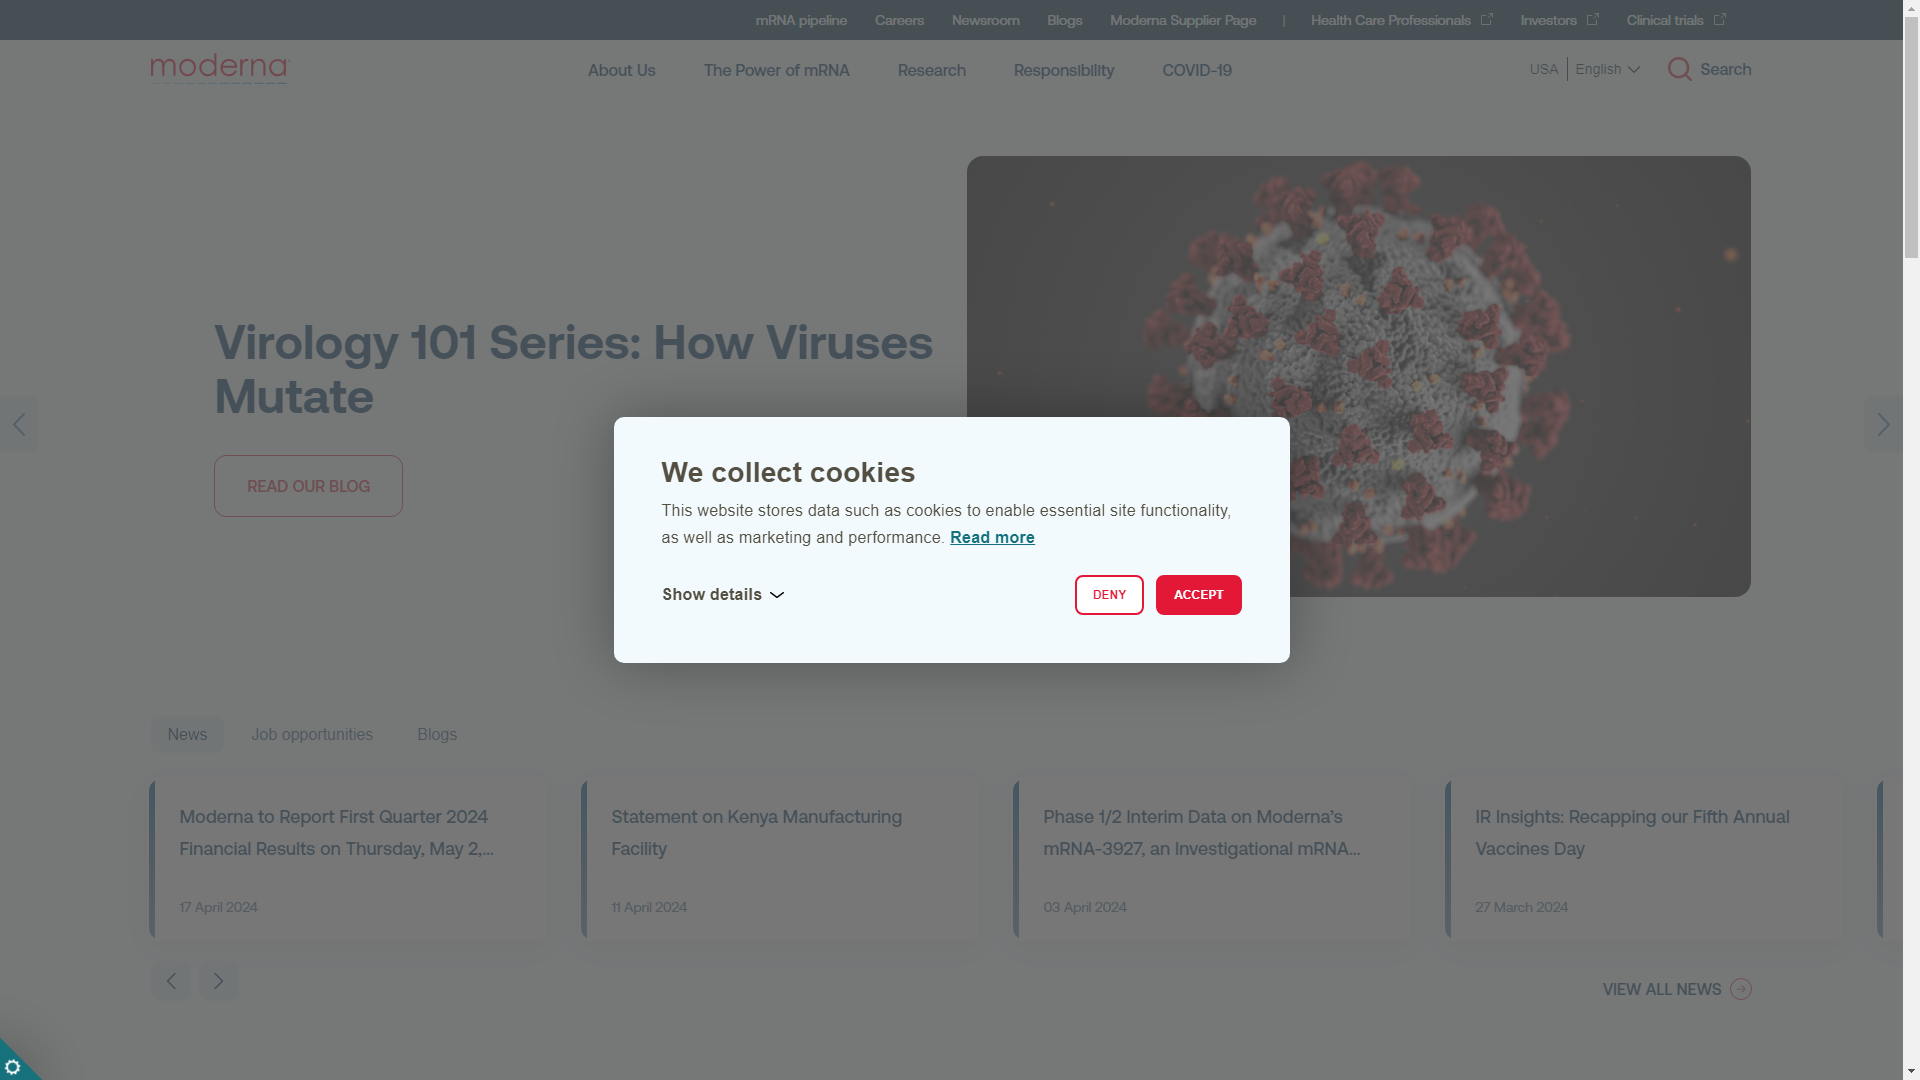 mRNA pipeline Careers Newsroom Blogs Moderna Supplier Page | Health Care Professionals Investors Clinical trials
moderna
About Us The Power of mRNA Research Responsibility COVID-19
USA English Search
Virology 101 Series: How Viruses
Mutate
READ OUR BLOG
We collect cookies
This website stores data such as cookies to enable essential site functionality,
as well as marketing and performance. Read more
Show details DENY ACCEPT
News Job opportunities Blogs
Moderna to Report First Quarter 2024
Financial Results on Thursday, May 2,...
17 April 2024
Statement on Kenya Manufacturing
Facility
11 April 2024
Phase 1/2 Interim Data on Moderna’s
mRNA-3927, an Investigational mRNA...
03 April 2024
IR Insights: Recapping our Fifth Annual
Vaccines Day
27 March 2024
VIEW ALL NEWS